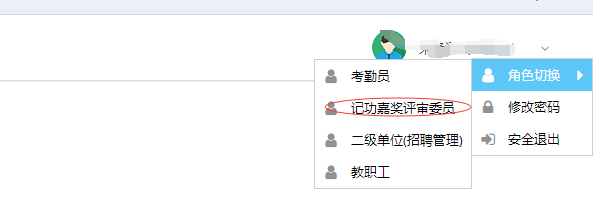 考勤员
记功嘉奖评审委员
二级单位(招聘管理)
教职工
角色切换
修改密码
安全退出